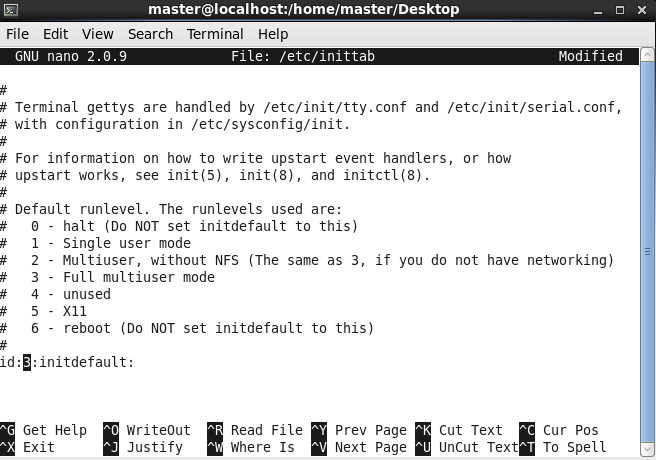 master@localhost:/home/master/Desktop
File Edit View Search Terminal Help
GNU nano 2.0.9 File: /etc/inittab Modified
#
# Terminal gettys are handled by /etc/init/tty.conf and /etc/init/serial.conf,
# with configuration in /etc/sysconfig/init.
#
# For information on how to write upstart event handlers, or how
# upstart works, see init(5), init(8), and initctl(8).
#
# Default runlevel. The runlevels used are:
#   0 - halt (Do NOT set initdefault to this)
#   1 - Single user mode
#   2 - Multiuser, without NFS (The same as 3, if you do not have networking)
#   3 - Full multiuser mode
#   4 - unused
#   5 - X11
#   6 - reboot (Do NOT set initdefault to this)
#
id:3:initdefault:
^G Get Help ^O WriteOut ^R Read File ^Y Prev Page ^K Cut Text ^C Cur Pos
^X Exit ^J Justify ^W Where Is ^V Next Page ^U UnCut Text ^T To Spell